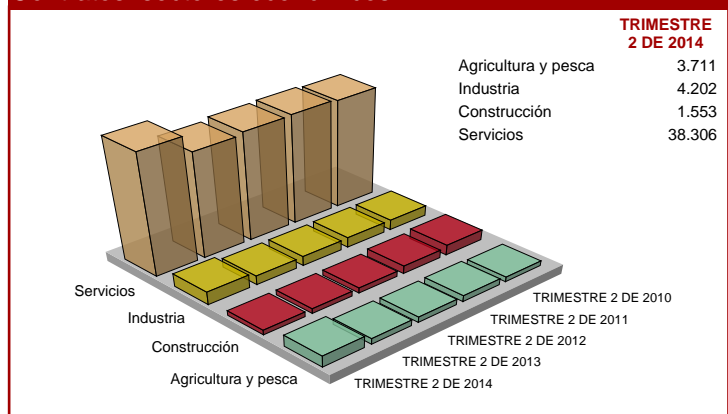 TRIMESTRE
2 DE 2014
Agricultura y pesca 3.711
Industria 4.202
Construcción 1.553
Servicios 38.306
Servicios
Industria
Construcción
Agricultura y pesca
TRIMESTRE 2 DE 2010
TRIMESTRE 2 DE 2011
TRIMESTRE 2 DE 2012
TRIMESTRE 2 DE 2013
TRIMESTRE 2 DE 2014